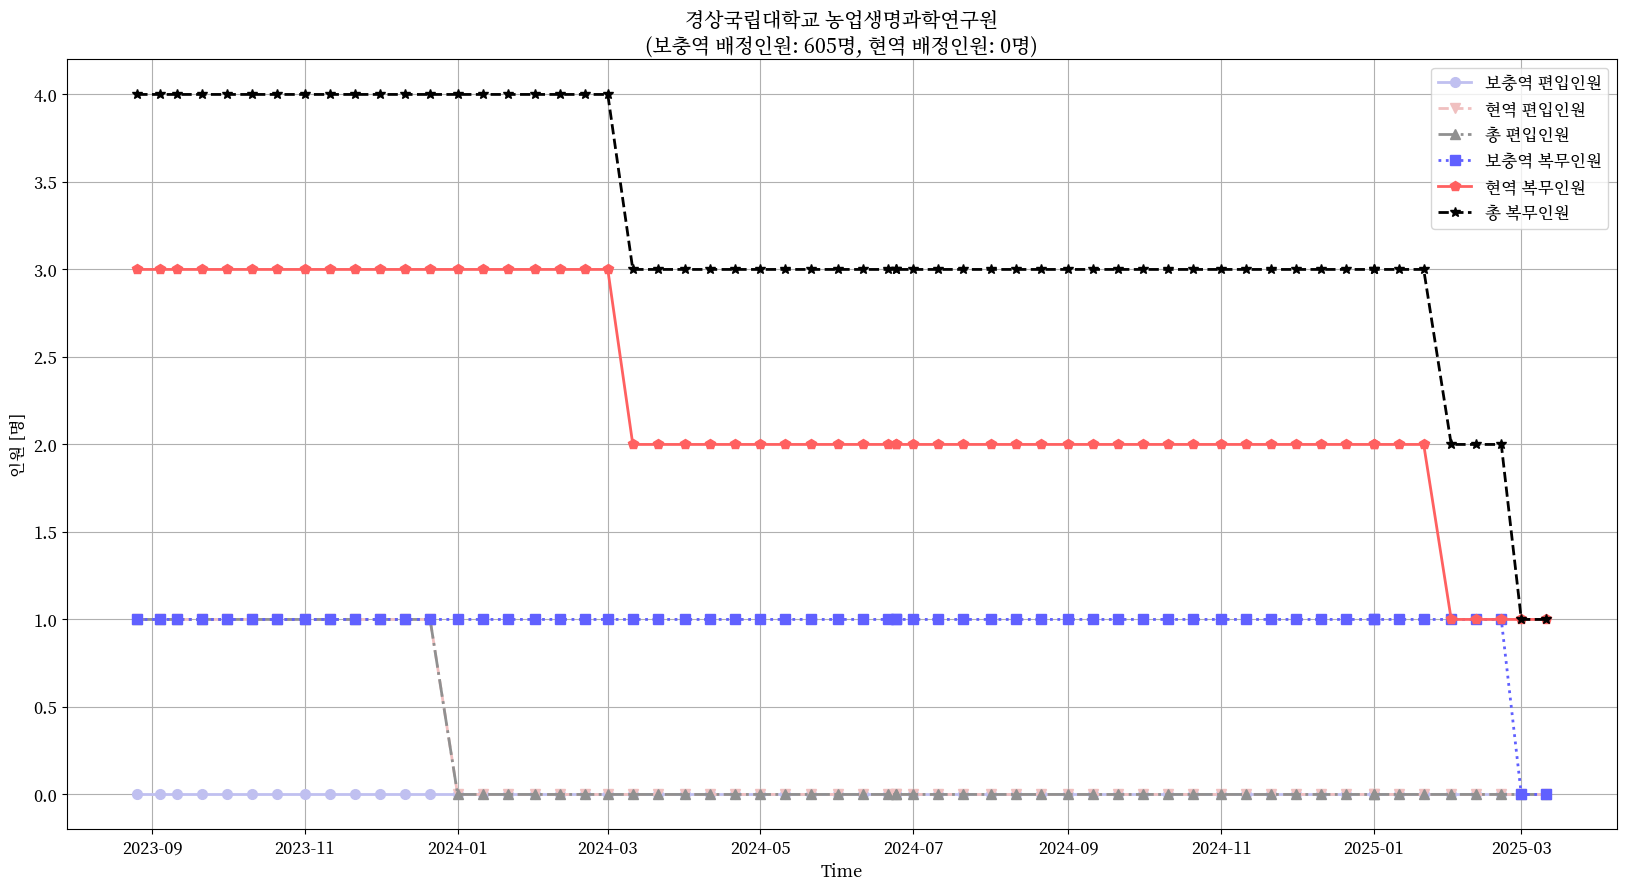 경상국립대학교 농업생명과학연구원
(보충역 배정인원: 605명, 현역 배정인원: 0명)
보충역 편입인원
현역 편입인원
총 편입인원
보충역 복무인원
현역 복무인원
총 복무인원
4.0
3.5
3.0
2.5
2.0
1.5
1.0
0.5
0.0
인원 [명]
2023-09
2023-11
2024-01
2024-03
2024-05
2024-07
2024-09
2024-11
2025-01
2025-03
Time